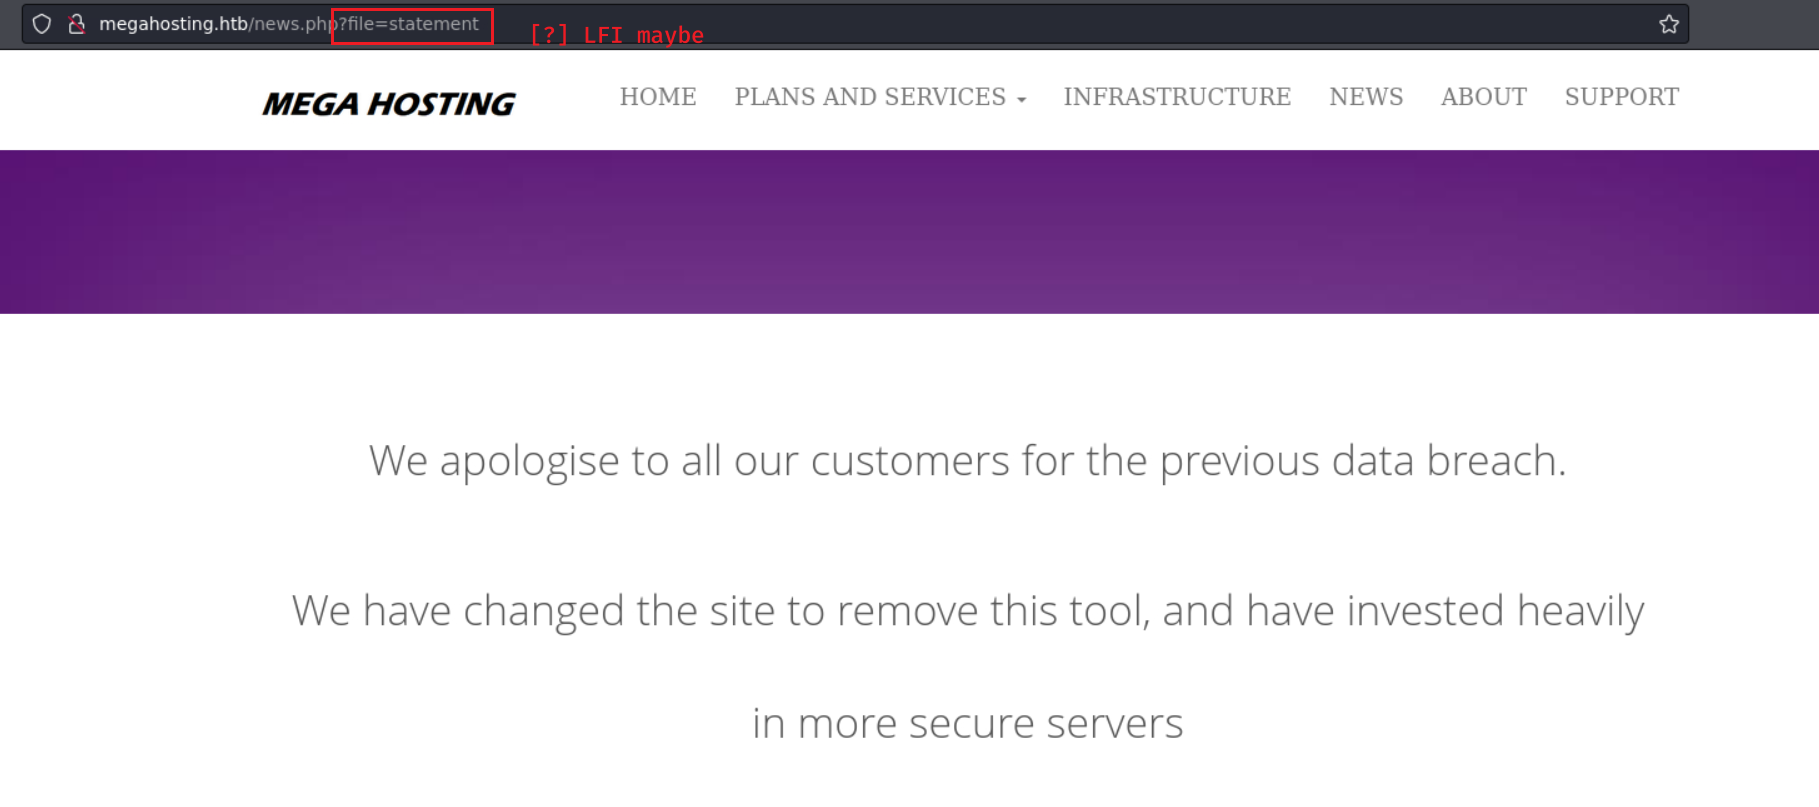 megahosting.htb/news.php?file=statement
[?] LFI maybe
MEGA HOSTING
HOME PLANS AND SERVICES INFRASTRUCTURE NEWS ABOUT SUPPORT
We apologise to all our customers for the previous data breach.
We have changed the site to remove this tool, and have invested heavily
in more secure servers